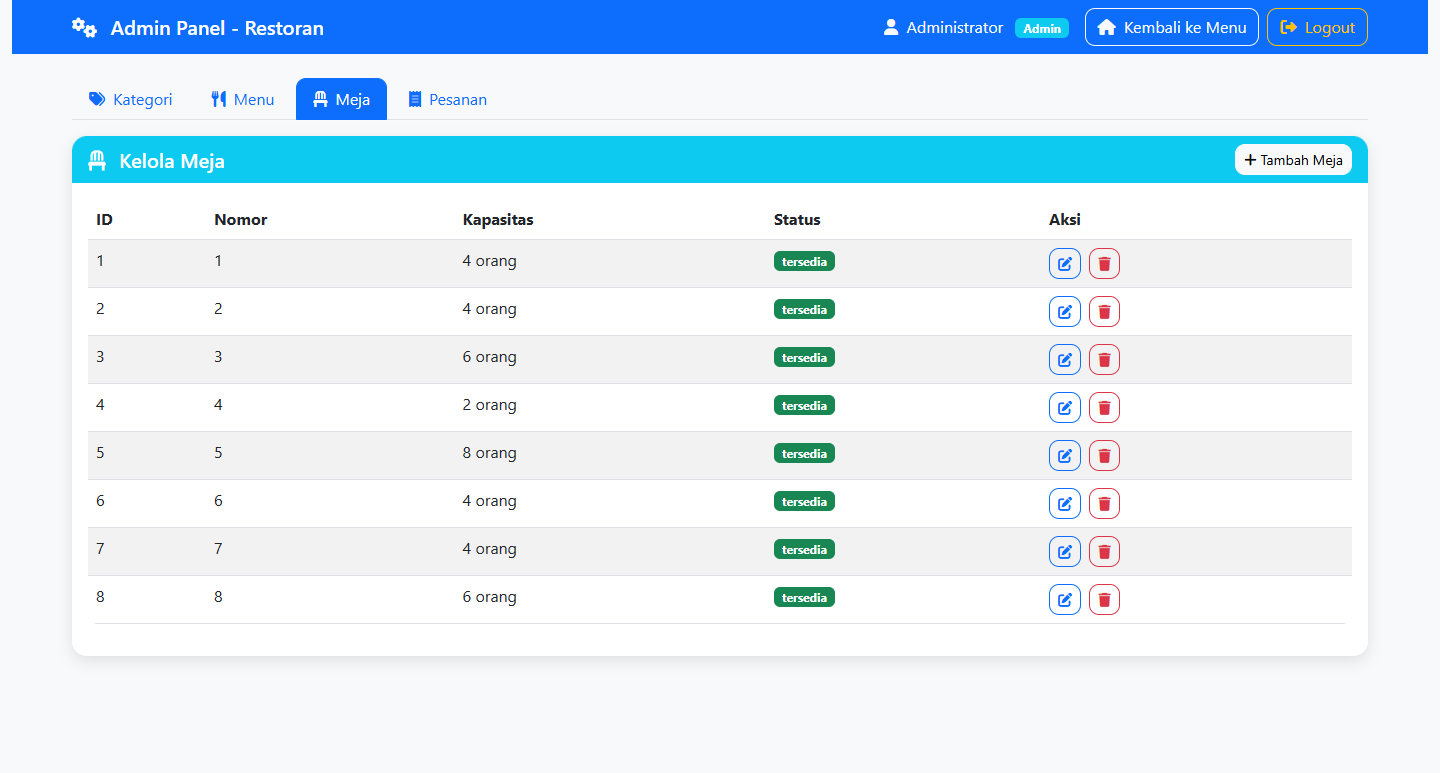 Admin Panel - Restoran Administrator Admin Kembali ke Menu Logout
Kategori Menu Meja Pesanan
Kelola Meja + Tambah Meja
ID Nomor Kapasitas Status Aksi
1 1 4 orang tersedia
2 2 4 orang tersedia
3 3 6 orang tersedia
4 4 2 orang tersedia
5 5 8 orang tersedia
6 6 4 orang tersedia
7 7 4 orang tersedia
8 8 6 orang tersedia